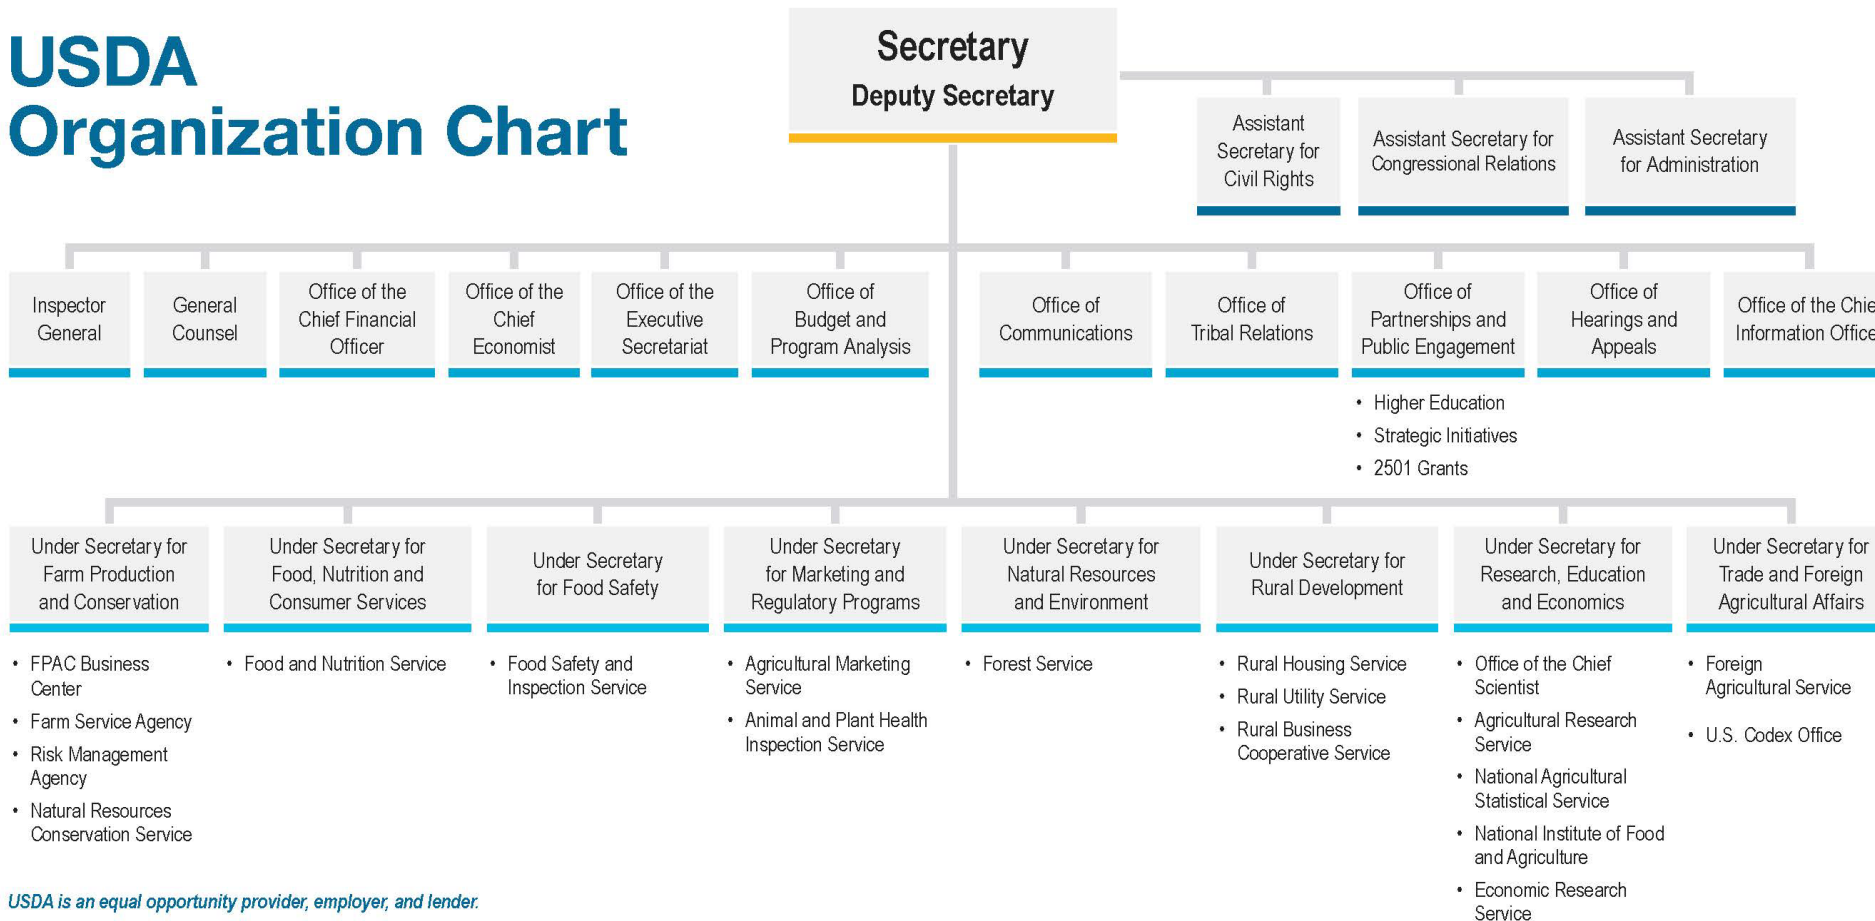 USDA
Organization Chart
Secretary
Deputy Secretary
Assistant
Secretary for
Civil Rights
Assistant Secretary for
Congressional Relations
Assistant Secretary
for Administration
Inspector
General
General
Counsel
Office of the
Chief Financial
Officer
Office of the
Chief
Economist
Office of the
Executive
Secretariat
Office of
Budget and
Program Analysis
Office of
Communications
Office of
Tribal Relations
Office of
Partnerships and
Public Engagement
• Higher Education
• Strategic Initiatives
• 2501 Grants
Office of
Hearings and
Appeals
Office of the Chie
Information Office
Under Secretary for
Farm Production
and Conservation
• FPAC Business
Center
• Farm Service Agency
• Risk Management
Agency
• Natural Resources
Conservation Service
Under Secretary for
Food, Nutrition and
Consumer Services
• Food and Nutrition Service
Under Secretary
for Food Safety
• Food Safety and
Inspection Service
Under Secretary
for Marketing and
Regulatory Programs
• Agricultural Marketing
Service
• Animal and Plant Health
Inspection Service
Under Secretary for
Natural Resources
and Environment
• Forest Service
Under Secretary for
Rural Development
• Rural Housing Service
• Rural Utility Service
• Rural Business
Cooperative Service
Under Secretary for
Research, Education
and Economics
• Office of the Chief
Scientist
• Agricultural Research
Service
• National Agricultural
Statistical Service
• National Institute of Food
and Agriculture
• Economic Research
Service
Under Secretary for
Trade and Foreign
Agricultural Affairs
• Foreign
Agricultural Service
• U.S. Codex Office
USDA is an equal opportunity provider, employer, and lender.